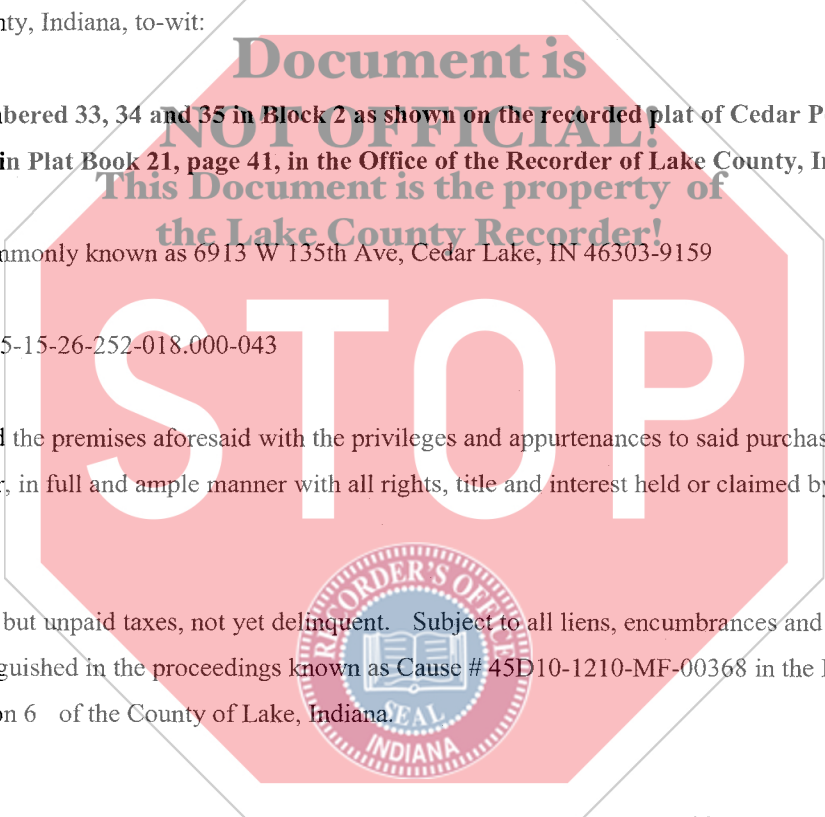 nty, Indiana, to-wit:
Document is
bered 33, 34 and 35 in Block 2 as shown on the recorded plat of Cedar P
NOT OFFICIAL!
in Plat Book 21, page 41, in the Office of the Recorder of Lake County, I
This Document is the property of
the Lake County Recorder!
mmonly known as 6913 W 135th Ave, Cedar Lake, IN 46303-9159
5-15-26-252-018.000-043
STOP
the premises aforesaid with the privileges and appurtenances to said purchas
, in full and ample manner with all rights, title and interest held or claimed by
RECORDER'S OFFICE
but unpaid taxes, not yet delinquent. Subject to all liens, encumbrances and
guished in the proceedings known as Cause # 45D10-1210-MF-00368 in the
on 6 of the County of Lake, Indiana.
SEAL
INDIANA